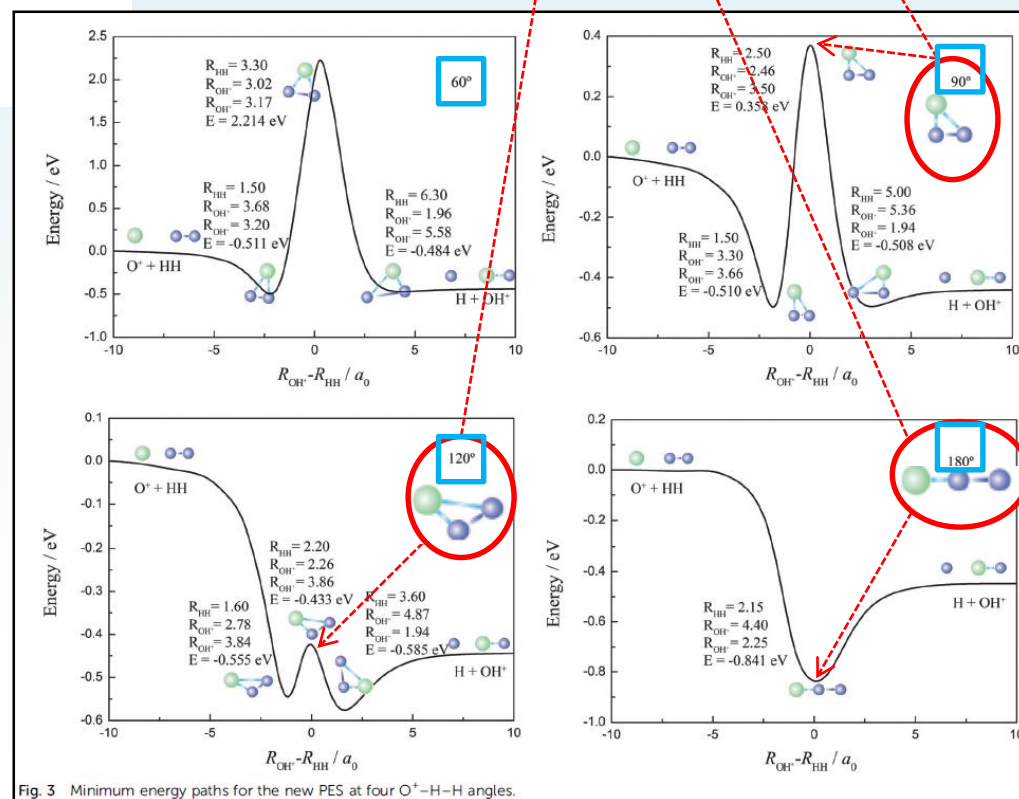 2.5
2.0
1.5
1.0
0.5
0.0
-0.5
-1.0
Energy / eV
R_HH = 3.30
R_OH⁺ = 3.02
R_OH⁺ = 3.17
E = 2.214 eV
60º
R_HH = 1.50
R_OH⁺ = 3.68
R_OH⁺ = 3.20
E = -0.511 eV
R_HH = 6.30
R_OH⁺ = 1.96
R_OH⁺ = 5.58
E = -0.484 eV
O⁺ + HH
H + OH⁺
-10 -5 0 5 10
R_OH⁺-R_HH / a₀
0.4
0.2
0.0
-0.2
-0.4
-0.6
Energy / eV
R_HH = 2.50
R_OH⁺ = 2.46
R_OH⁺ = 3.50
E = 0.358 eV
90º
O⁺ + HH
R_HH = 1.50
R_OH⁺ = 3.30
R_OH⁺ = 3.66
E = -0.510 eV
R_HH = 5.00
R_OH⁺ = 5.36
R_OH⁺ = 1.94
E = -0.508 eV
H + OH⁺
-10 -5 0 5 10
R_OH⁺-R_HH / a₀
0.1
0.0
-0.1
-0.2
-0.3
-0.4
-0.5
-0.6
Energy / eV
O⁺ + HH
120º
R_HH = 2.20
R_OH⁺ = 2.26
R_OH⁺ = 3.86
E = -0.433 eV
R_HH = 1.60
R_OH⁺ = 2.78
R_OH⁺ = 3.84
E = -0.555 eV
R_HH = 3.60
R_OH⁺ = 4.87
R_OH⁺ = 1.94
E = -0.585 eV
H + OH⁺
-10 -5 0 5 10
R_OH⁺-R_HH / a₀
0.2
0.0
-0.2
-0.4
-0.6
-0.8
-1.0
Energy / eV
O⁺ + HH
180º
R_HH = 2.15
R_OH⁺ = 4.40
R_OH⁺ = 2.25
E = -0.841 eV
H + OH⁺
-10 -5 0 5 10
R_OH⁺-R_HH / a₀
Fig. 3 Minimum energy paths for the new PES at four O⁺–H–H angles.